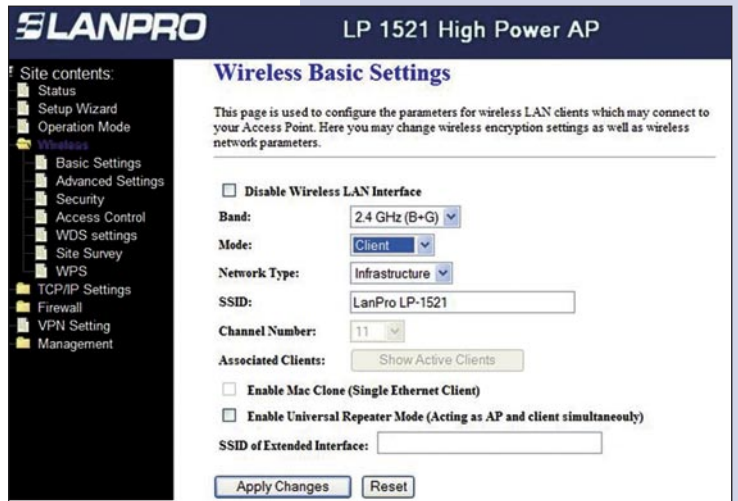 LANPRO
LP 1521 High Power AP
Site contents:
Status
Setup Wizard
Operation Mode
Wireless
Basic Settings
Advanced Settings
Security
Access Control
WDS settings
Site Survey
WPS
TCP/IP Settings
Firewall
VPN Setting
Management
Wireless Basic Settings
This page is used to configure the parameters for wireless LAN clients which may connect to
your Access Point. Here you may change wireless encryption settings as well as wireless
network parameters.
Disable Wireless LAN Interface
Band: 2.4 GHz (B+G)
Mode: Client
Network Type: Infrastructure
SSID: LanPro LP-1521
Channel Number: 11
Associated Clients: Show Active Clients
Enable Mac Clone (Single Ethernet Client)
Enable Universal Repeater Mode (Acting as AP and client simultaneouly)
SSID of Extended Interface:
Apply Changes Reset